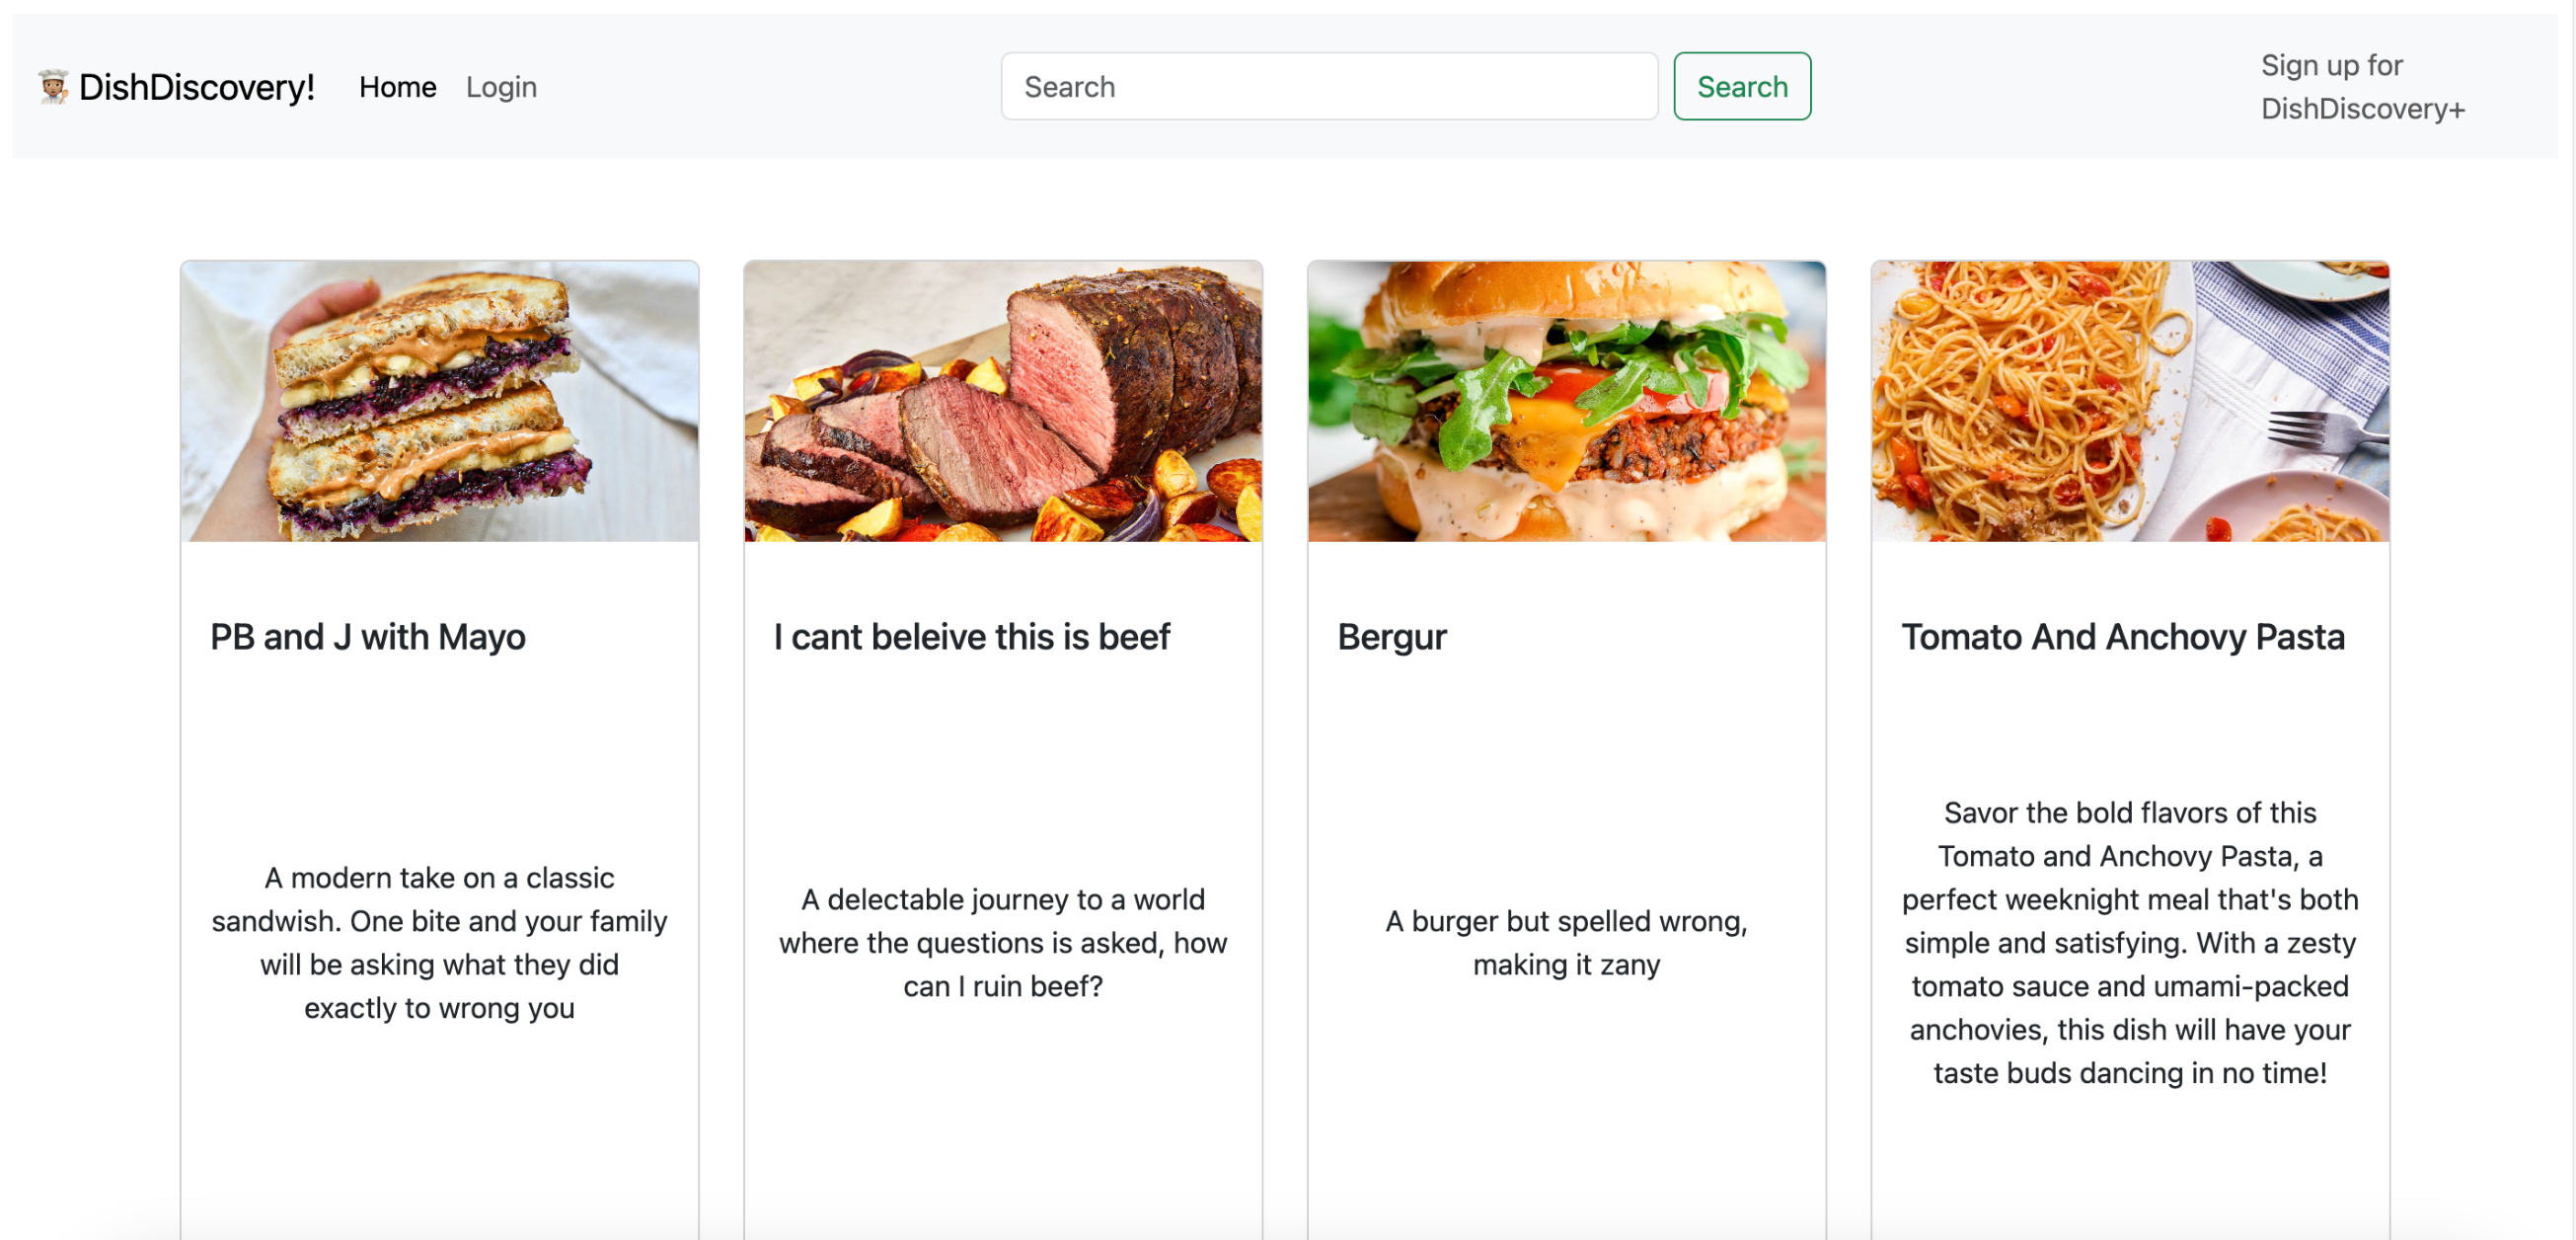 DishDiscovery!
Home
Login
Search
Search
Sign up for
DishDiscovery+
PB and J with Mayo
A modern take on a classic
sandwish. One bite and your family
will be asking what they did
exactly to wrong you
I cant beleive this is beef
A delectable journey to a world
where the questions is asked, how
can I ruin beef?
Bergur
A burger but spelled wrong,
making it zany
Tomato And Anchovy Pasta
Savor the bold flavors of this
Tomato and Anchovy Pasta, a
perfect weeknight meal that's both
simple and satisfying. With a zesty
tomato sauce and umami-packed
anchovies, this dish will have your
taste buds dancing in no time!